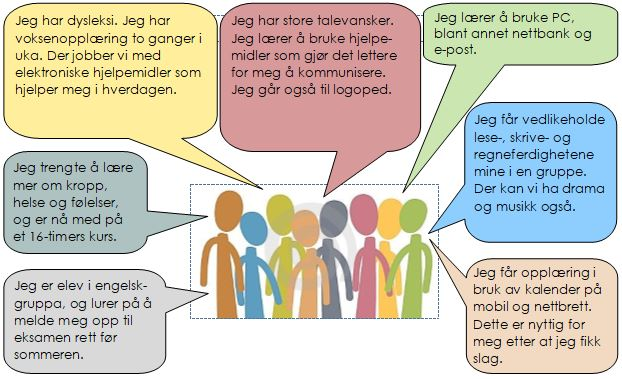 Jeg har dysleksi. Jeg har
voksenopplæring to ganger i
uka. Der jobber vi med
elektroniske hjelpemidler som
hjelper meg i hverdagen.
Jeg har store talevansker.
Jeg lærer å bruke hjelpe-
midler som gjør det lettere
for meg å kommunisere.
Jeg går også til logoped.
Jeg lærer å bruke PC,
blant annet nettbank og
e-post.
Jeg trengte å lære
mer om kropp,
helse og følelser,
og er nå med på
et 16-timers kurs.
Jeg får vedlikeholde
lese-, skrive- og
regneferdighetene
mine i en gruppe.
Der kan vi ha drama
og musikk også.
Jeg er elev i engelsk-
gruppa, og lurer på å
melde meg opp til
eksamen rett før
sommeren.
Jeg får opplæring i
bruk av kalender på
mobil og nettbrett.
Dette er nyttig for
meg etter at jeg fikk
slag.